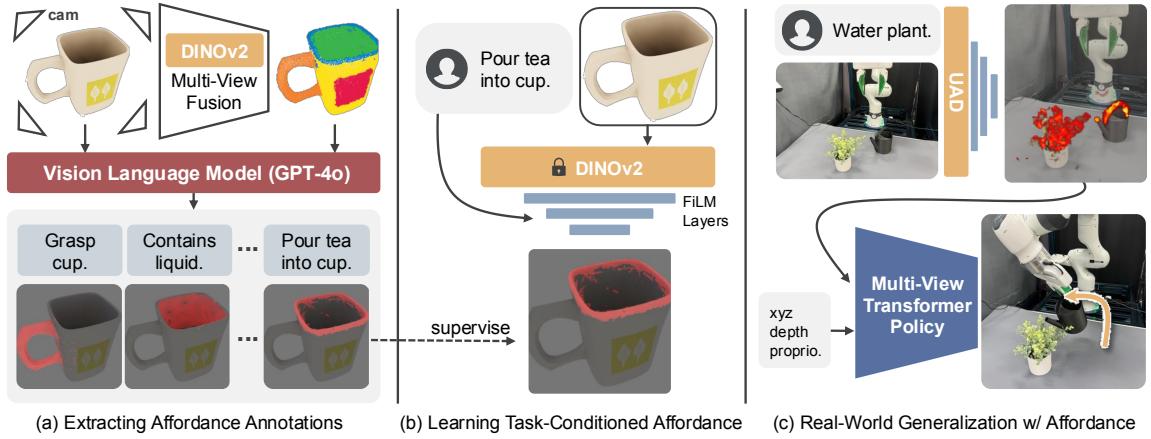 cam
DINOv2
Multi-View
Fusion
Vision Language Model (GPT-4o)
Grasp
cup.
Contains
liquid.
...
Pour tea
into cup.
...
supervise
(a) Extracting Affordance Annotations
Pour tea
into cup.
DINOv2
FiLM
Layers
(b) Learning Task-Conditioned Affordance
Water plant.
UAD
Multi-View
Transformer
Policy
xyz
depth
proprio.
(c) Real-World Generalization w/ Affordance